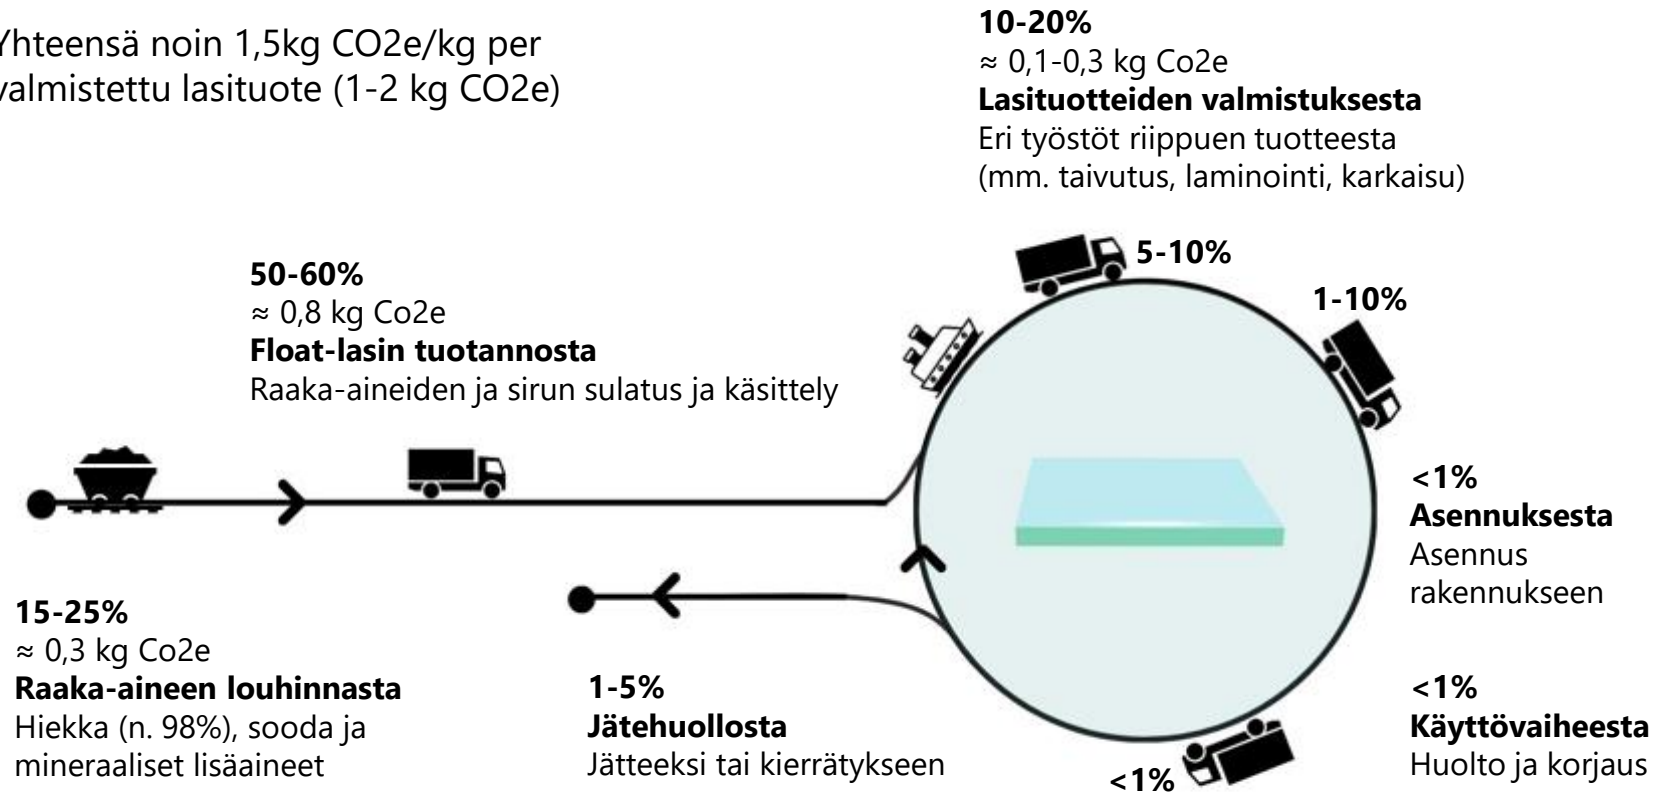 Yhteensä noin 1,5kg CO2e/kg per
valmistettu lasituote (1-2 kg CO2e)
10-20%
≈ 0,1-0,3 kg Co2e
Lasituotteiden valmistuksesta
Eri työstöt riippuen tuotteesta
(mm. taivutus, laminointi, karkaisu)
50-60%
≈ 0,8 kg Co2e
Float-lasin tuotannosta
Raaka-aineiden ja sirun sulatus ja käsittely
5-10%
1-10%
<1%
Asennuksesta
Asennus
rakennukseen
15-25%
≈ 0,3 kg Co2e
Raaka-aineen louhinnasta
Hiekka (n. 98%), sooda ja
mineraaliset lisäaineet
1-5%
Jätehuollosta
Jätteeksi tai kierrätykseen
<1%
<1%
Käyttövaiheesta
Huolto ja korjaus